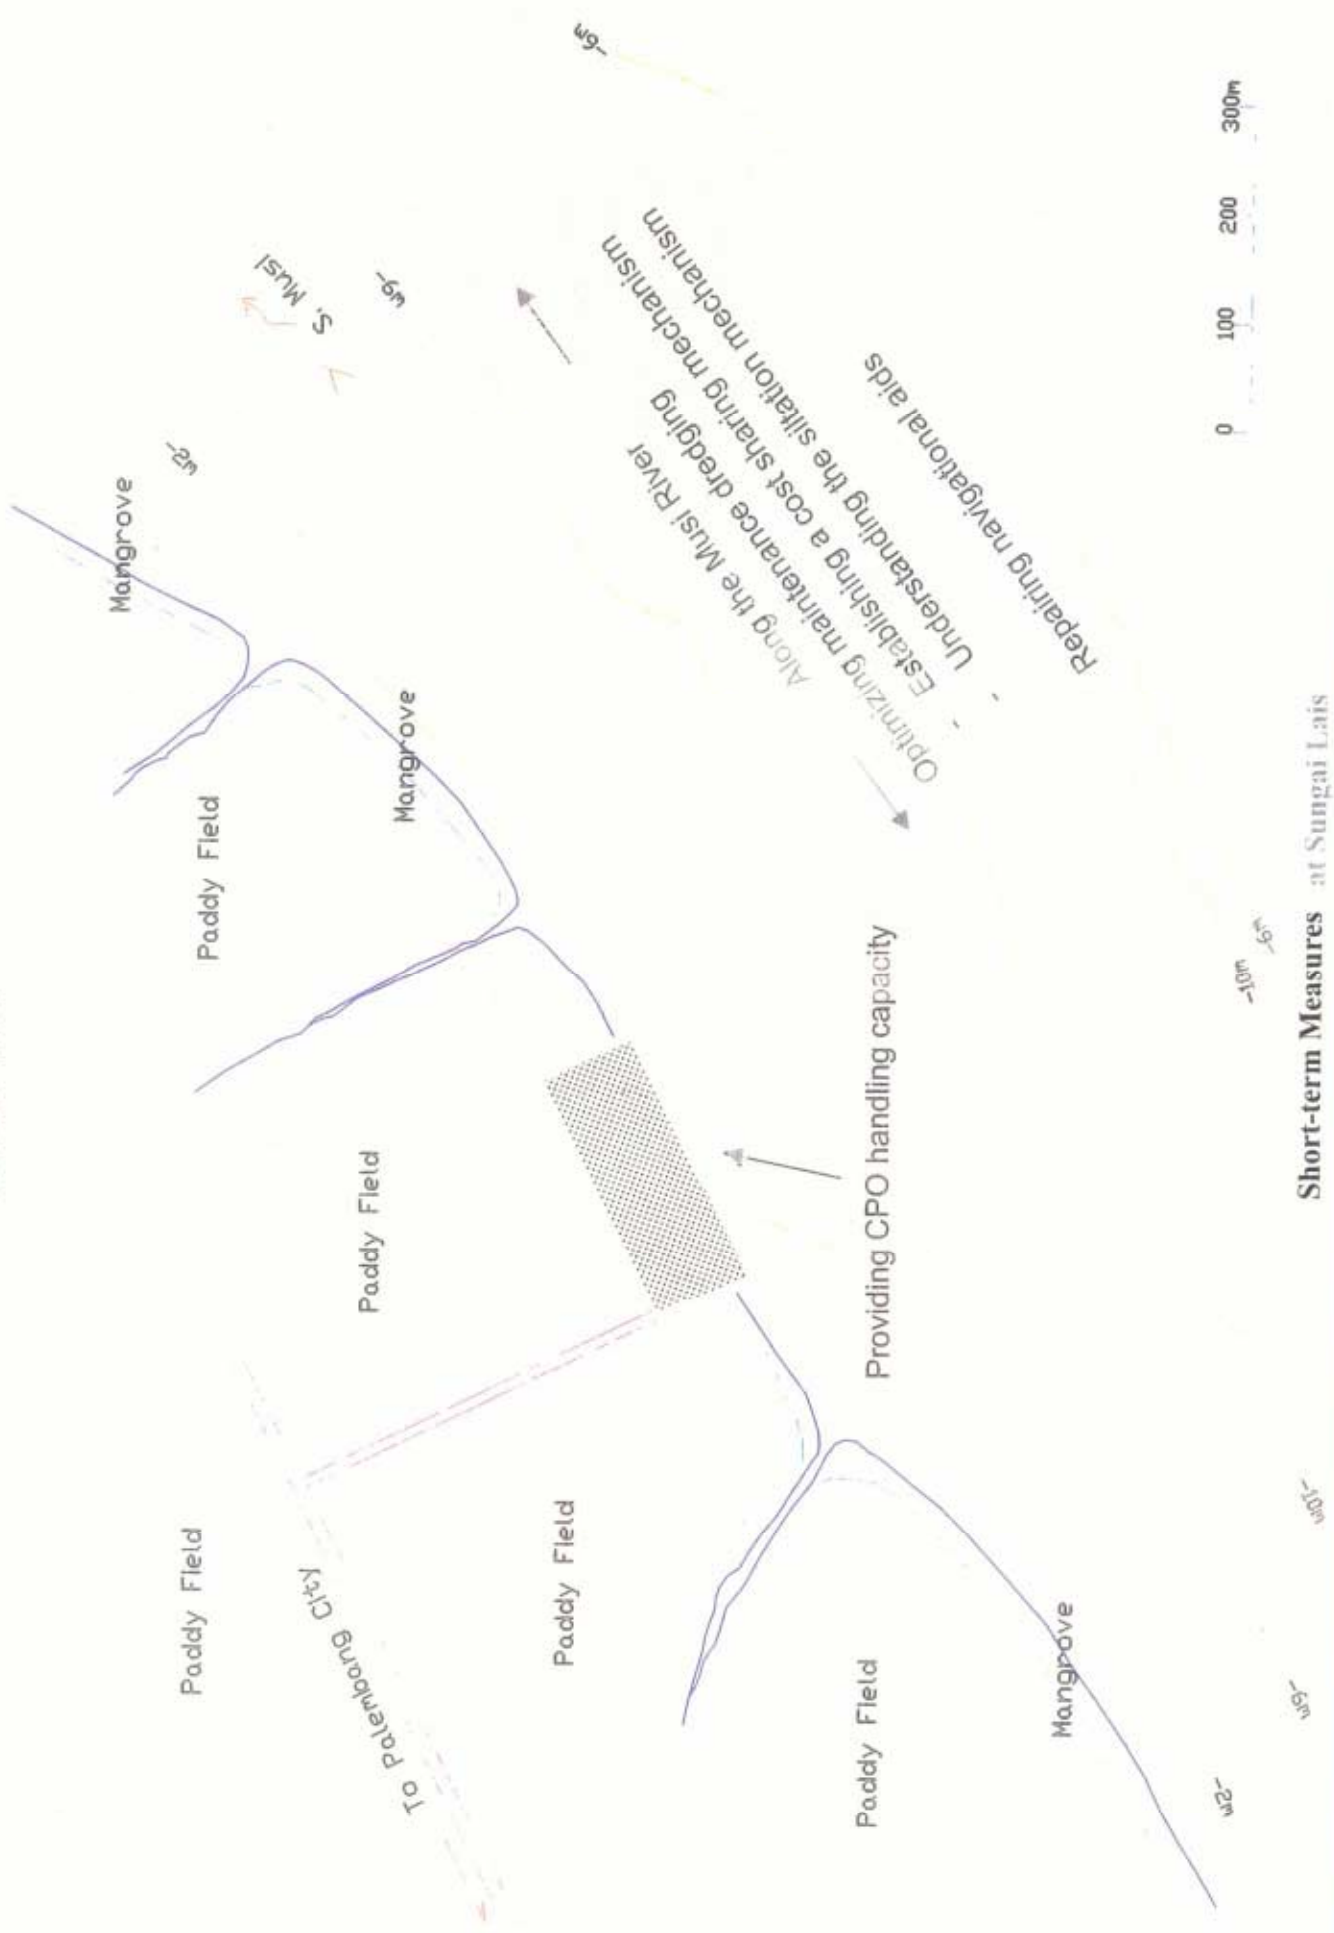 Paddy Field
To Palembang City
Paddy Field
Paddy Field
Mangrove
-2m
-6m
-10m
Paddy Field
Providing CPO handling capacity
Paddy Field
Mangrove
Mangrove
-2m
S. Musi
-6m
-6m
Along the Musi River
Optimizing maintenance dredging
- Establishing a cost sharing mechanism
- Understanding the siltation mechanism
Repairing navigational aids
-10m
-6m
0 100 200 300m
Short-term Measures at Sungai Lais